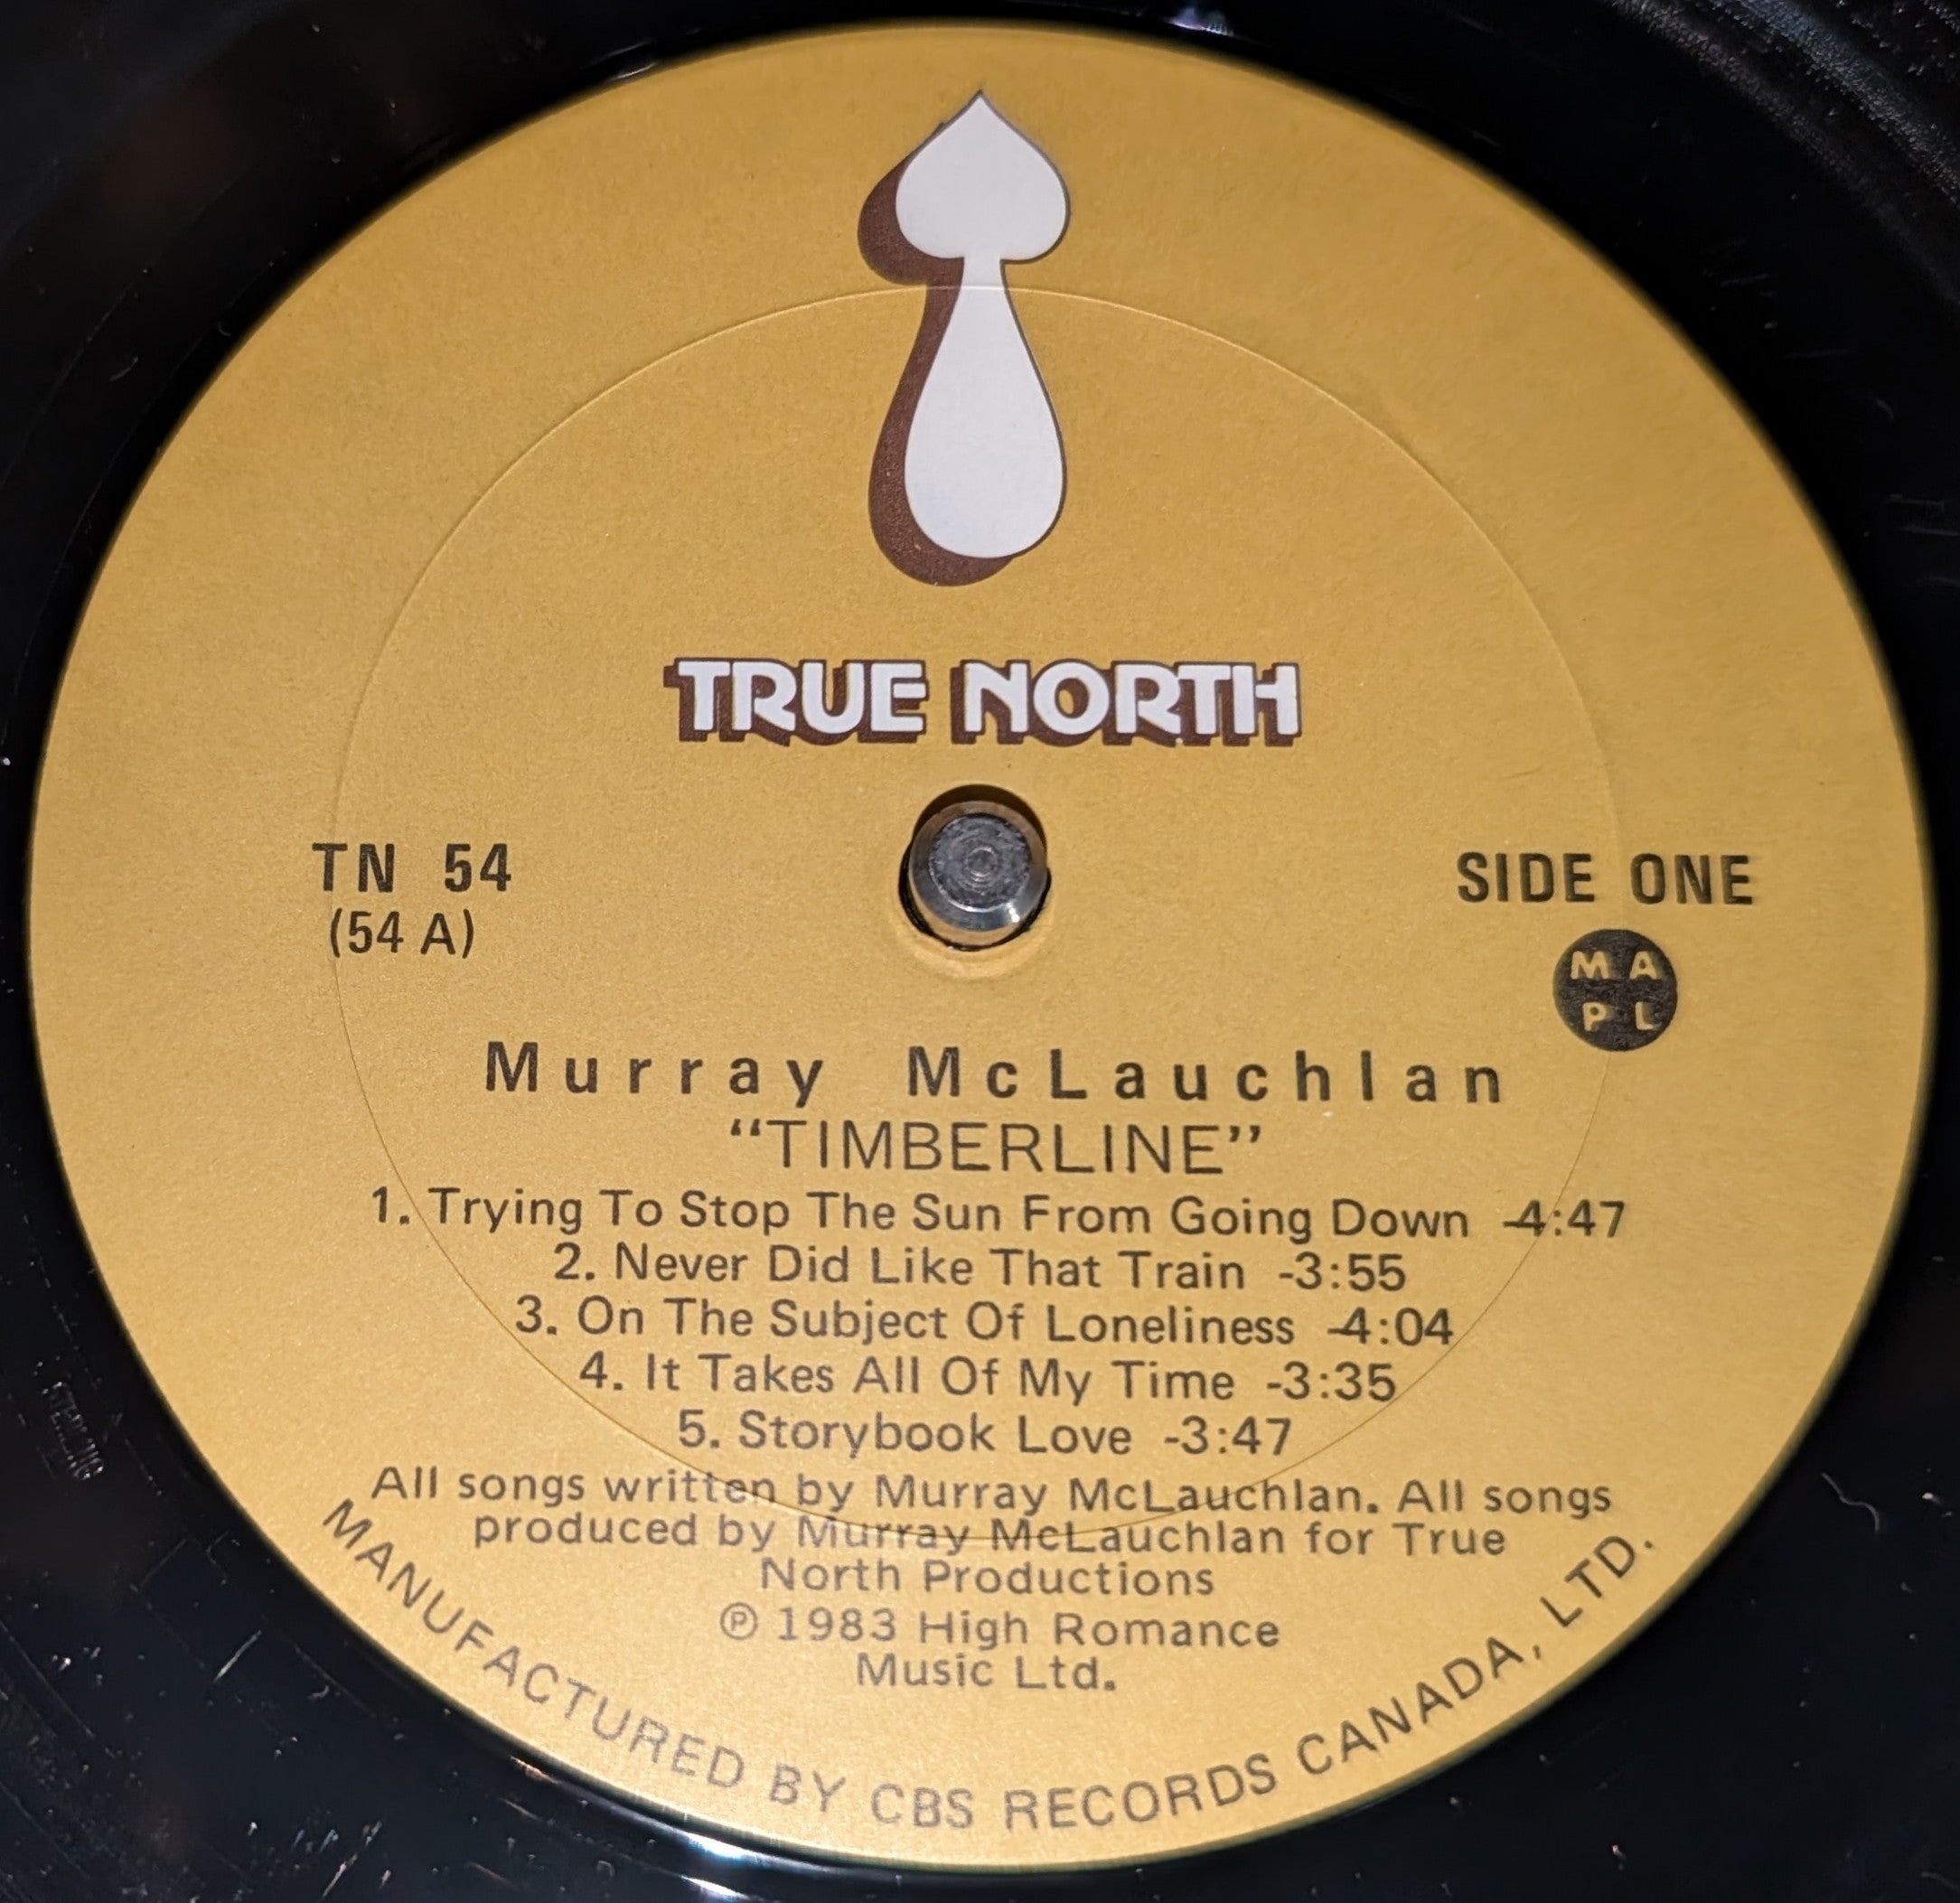 TRUE NORTH
TN 54
(54 A)
SIDE ONE
M A
P L
Murray McLauchlan
“TIMBERLINE”
1. Trying To Stop The Sun From Going Down -4:47
2. Never Did Like That Train -3:55
3. On The Subject Of Loneliness -4:04
4. It Takes All Of My Time -3:35
5. Storybook Love -3:47
All songs written by Murray McLauchlan. All songs
produced by Murray McLauchlan for True
North Productions
℗ 1983 High Romance
Music Ltd.
MANUFACTURED BY CBS RECORDS CANADA, LTD.